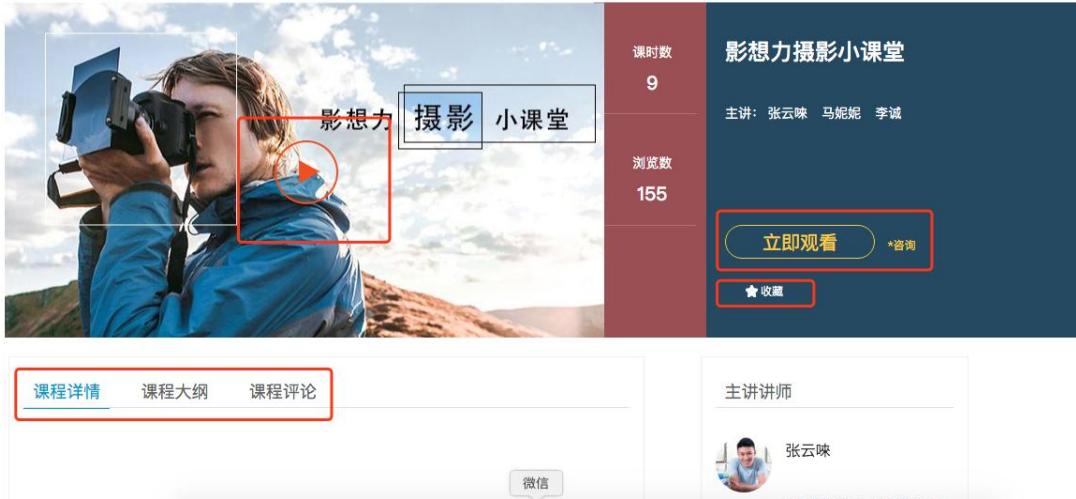 影想力 摄影 小课堂
课时数
9
浏览数
155
影想力摄影小课堂
主讲： 张云唻 马妮妮 李诚
立即观看 *咨询
收藏
课程详情 课程大纲 课程评论
主讲讲师
张云唻
微信